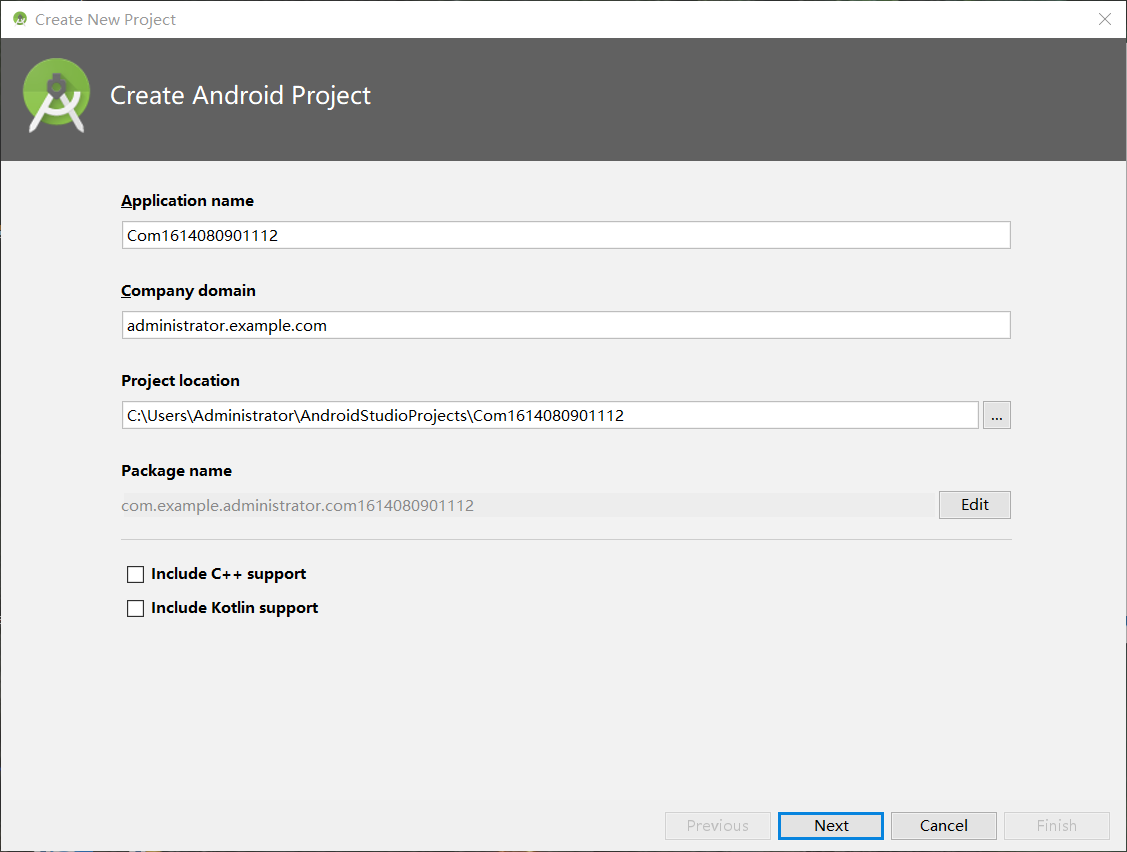 Create New Project
Create Android Project
Application name
Com1614080901112
Company domain
administrator.example.com
Project location
C:\Users\Administrator\AndroidStudioProjects\Com1614080901112
...
Package name
com.example.administrator.com1614080901112
Edit
Include C++ support
Include Kotlin support
Previous Next Cancel Finish